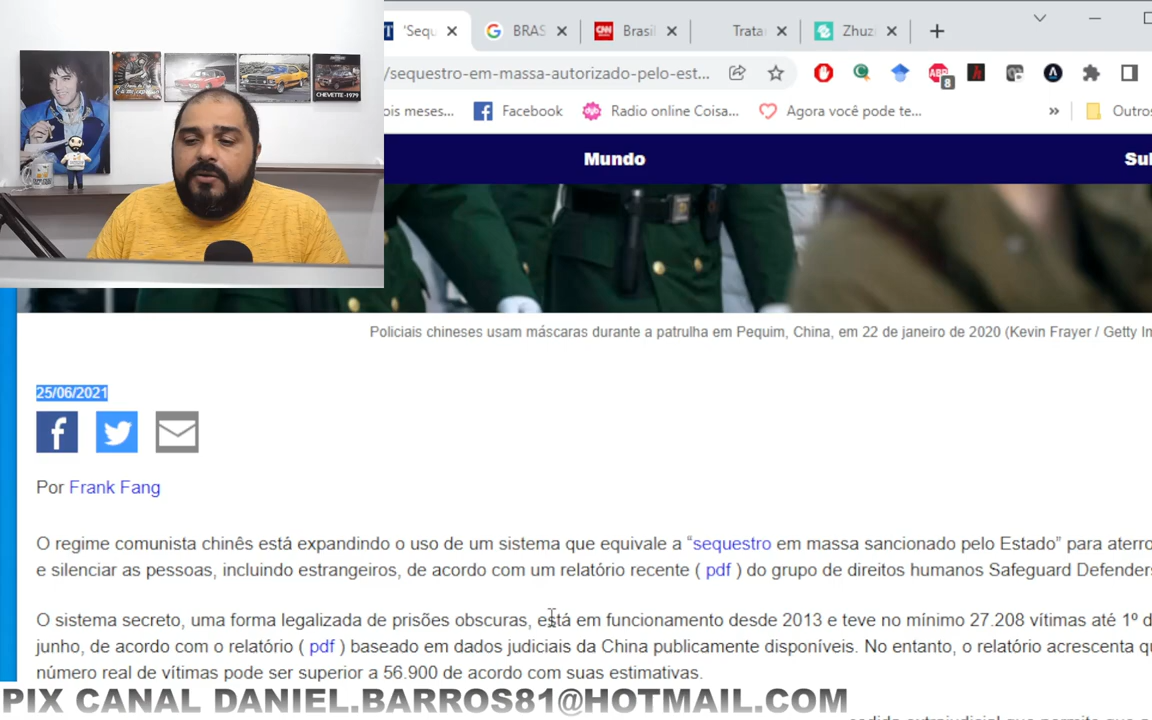 CHEVETTE-1979
'Sequ
BRAS
CNN
Brasil
Trata
Zhuz
/sequestro-em-massa-autorizado-pelo-est...
ABP
8
ois meses...
Facebook
Radio online Coisa...
Agora você pode te...
»
Outros
Mundo
Sul
Policiais chineses usam máscaras durante a patrulha em Pequim, China, em 22 de janeiro de 2020 (Kevin Frayer / Getty Im
25/06/2021
Por Frank Fang
O regime comunista chinês está expandindo o uso de um sistema que equivale a “sequestro em massa sancionado pelo Estado” para aterro
e silenciar as pessoas, incluindo estrangeiros, de acordo com um relatório recente ( pdf ) do grupo de direitos humanos Safeguard Defenders
O sistema secreto, uma forma legalizada de prisões obscuras, está em funcionamento desde 2013 e teve no mínimo 27.208 vítimas até 1º d
junho, de acordo com o relatório ( pdf ) baseado em dados judiciais da China publicamente disponíveis. No entanto, o relatório acrescenta qu
número real de vítimas pode ser superior a 56.900 de acordo com suas estimativas.
PIX CANAL DANIEL.BARROS81@HOTMAIL.COM